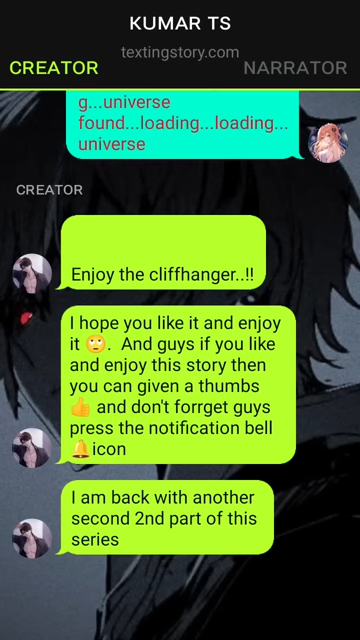 KUMAR TS
textingstory.com
CREATOR
NARRATOR
g...universe
found...loading...loading...
universe
CREATOR
Enjoy the cliffhanger..!!
I hope you like it and enjoy
it 🙄.  And guys if you like
and enjoy this story then
you can given a thumbs
👍 and don't forrget guys
press the notification bell
🔔icon
I am back with another
second 2nd part of this
series